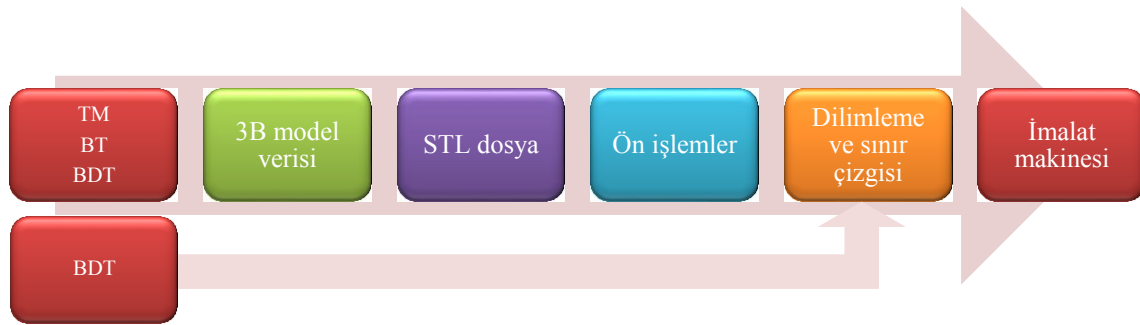 TM
BT
BDT
3B model
verisi
STL dosya
Ön işlemler
Dilimleme
ve sınır
çizgisi
İmalat
makinesi
BDT